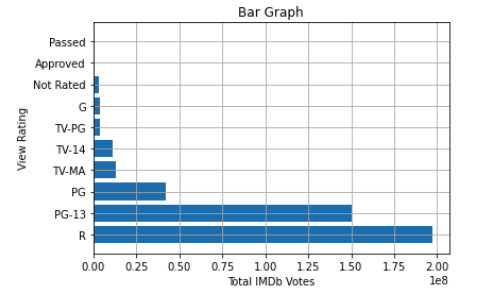 Bar Graph
Passed
Approved
Not Rated
G
TV-PG
TV-14
TV-MA
PG
PG-13
R
View Rating
0.00 0.25 0.50 0.75 1.00 1.25 1.50 1.75 2.00
1e8
Total IMDb Votes